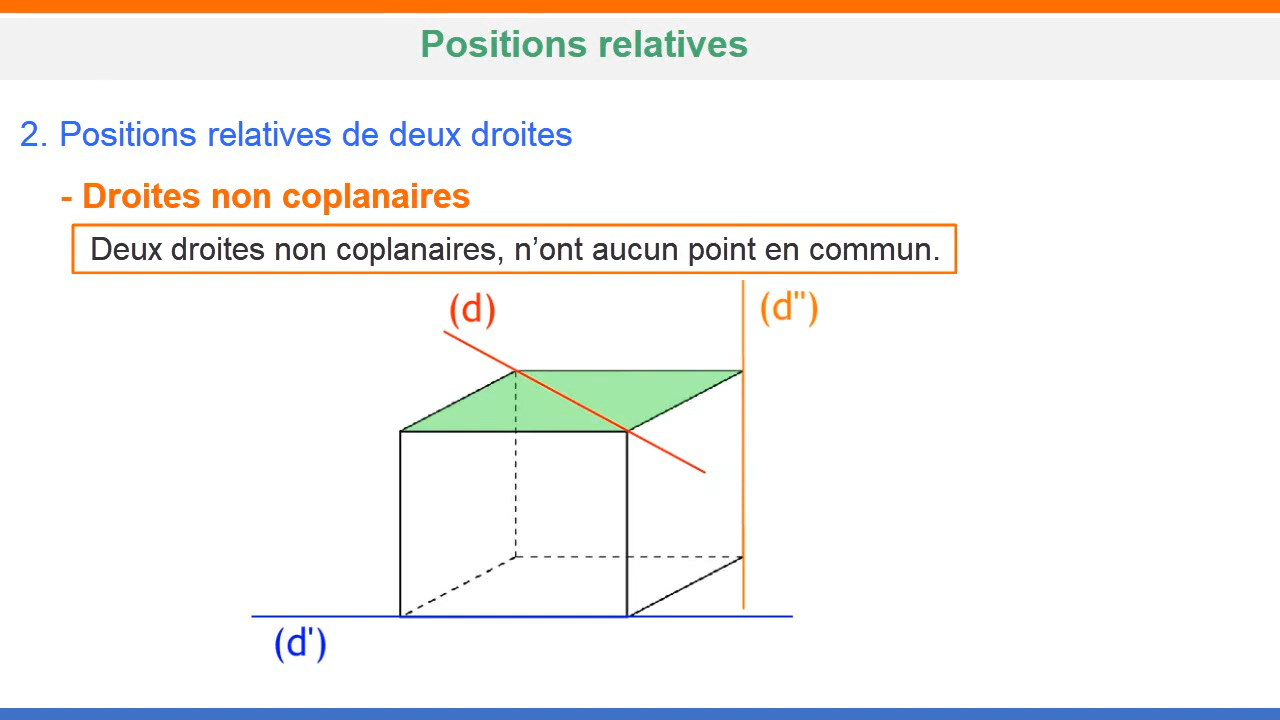 Positions relatives
2. Positions relatives de deux droites
- Droites non coplanaires
Deux droites non coplanaires, n’ont aucun point en commun.
(d)
(d")
(d')